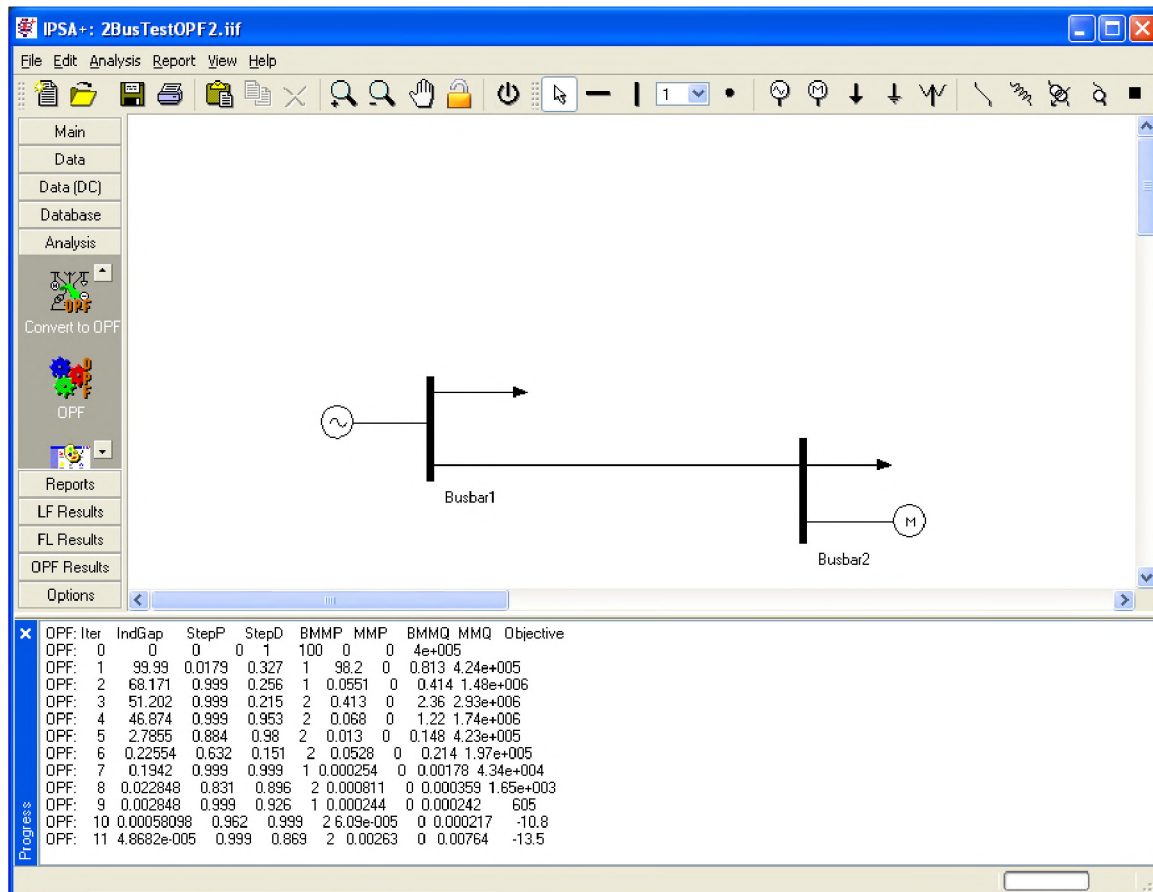 IPSA+: 2BusTestOPF2.iif
File Edit Analysis Report View Help
1
Main
Data
Data (DC)
Database
Analysis
OPF
Convert to OPF
OPF
OPF
Reports
LF Results
FL Results
OPF Results
Options
Busbar1
M
Busbar2
Progress
OPF: Iter IndGap StepP StepD BMMP MMP BMMQ MMQ Objective
OPF: 0 0 0 0 1 100 0 0 4e+005
OPF: 1 99.99 0.0179 0.327 1 98.2 0 0.813 4.24e+005
OPF: 2 68.171 0.999 0.256 1 0.0551 0 0.414 1.48e+006
OPF: 3 51.202 0.999 0.215 2 0.413 0 2.36 2.93e+006
OPF: 4 46.874 0.999 0.953 2 0.068 0 1.22 1.74e+006
OPF: 5 2.7855 0.884 0.98 2 0.013 0 0.148 4.23e+005
OPF: 6 0.22554 0.632 0.151 2 0.0528 0 0.214 1.97e+005
OPF: 7 0.1942 0.999 0.999 1 0.000254 0 0.00178 4.34e+004
OPF: 8 0.022848 0.831 0.896 2 0.000811 0 0.000359 1.65e+003
OPF: 9 0.002848 0.999 0.926 1 0.000244 0 0.000242 605
OPF: 10 0.00058098 0.962 0.999 2 6.09e-005 0 0.000217 -10.8
OPF: 11 4.8682e-005 0.999 0.869 2 0.00263 0 0.00764 -13.5